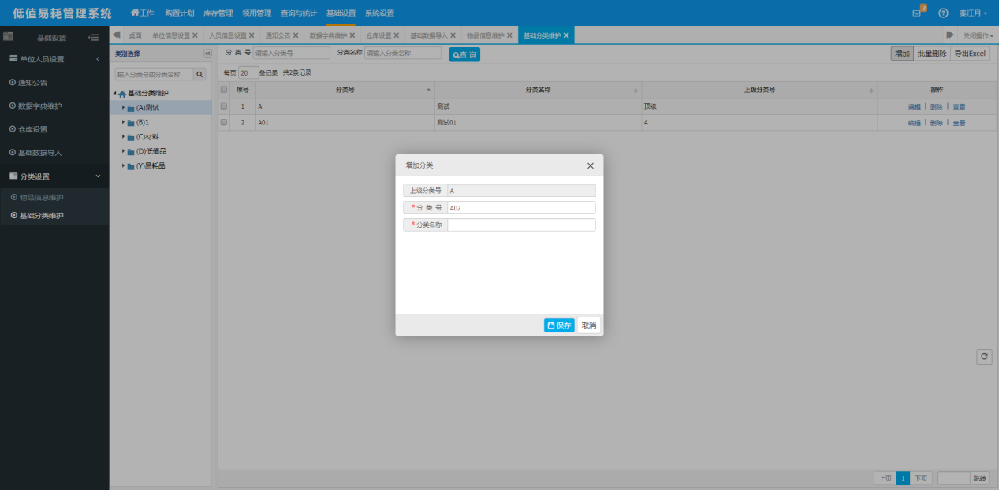 低值易耗管理系统 工作 购置计划 库存管理 领用管理 查询与统计 基础设置 系统设置 2 秦江月
基础设置 桌面 单位信息设置 人员信息设置 通知公告 数据字典维护 仓库设置 基础数据导入 物品信息维护 基础分类维护 关闭操作
单位人员设置
通知公告
数据字典维护
仓库设置
基础数据导入
分类设置
物品信息维护
基础分类维护
类别选择
输入分类号或分类名称
基础分类维护
(A)测试
(B)1
(C)材料
(D)低值品
(Y)易耗品
分 类 号 请输入分类号 分类名称 请输入分类名称 查 询 增加 批量删除 导出Excel
每页 20 条记录 共2条记录
序号 分类号 分类名称 上级分类号 操作
1 A 测试 顶级 编辑 | 删除 | 查看
2 A01 测试01 A 编辑 | 删除 | 查看
增加分类
上级分类号 A
* 分 类 号 A02
* 分类名称
保存 取消
上页 1 下页 跳转